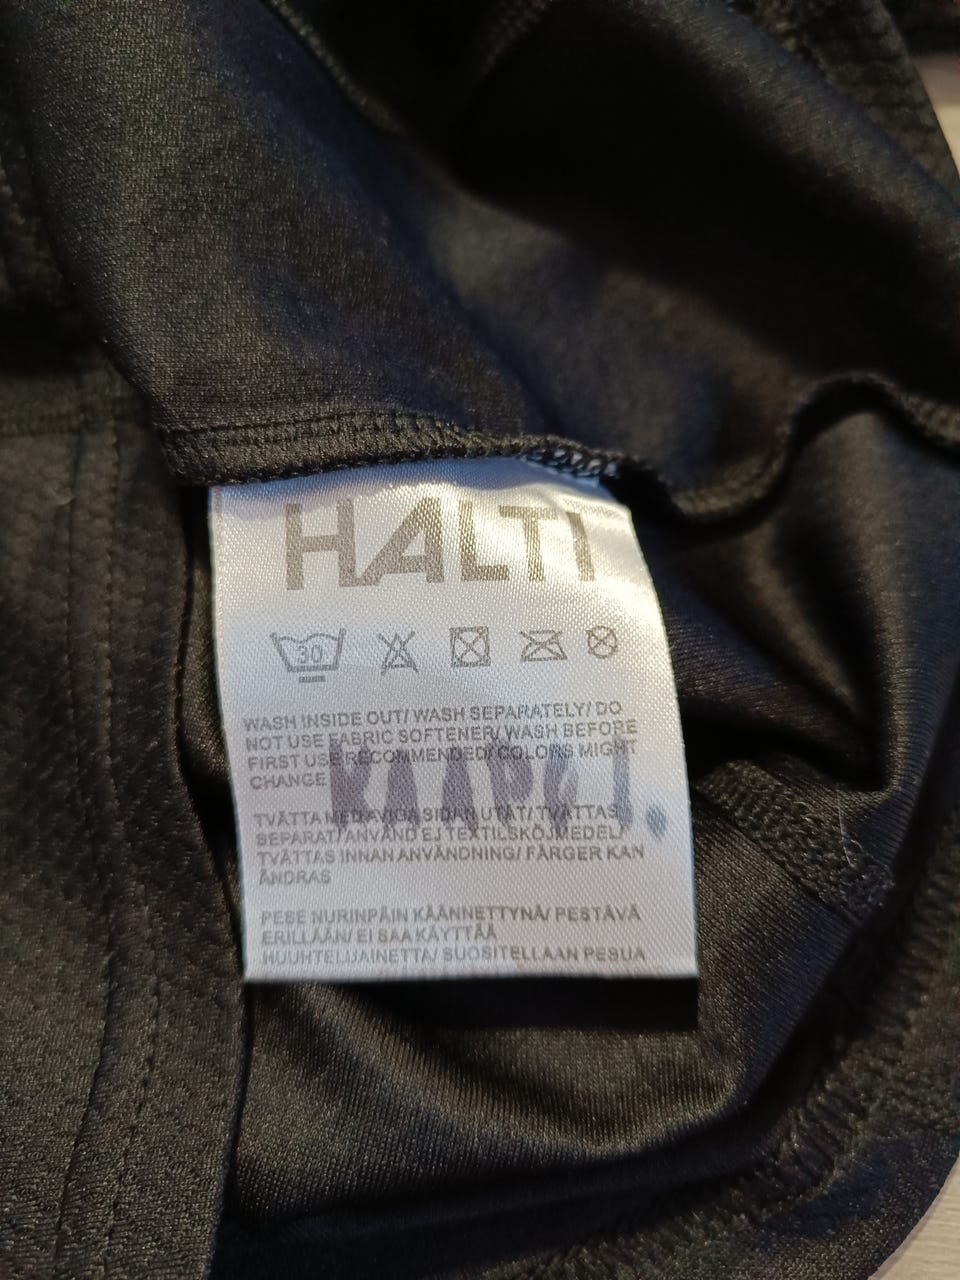 HALTI
30
WASH INSIDE OUT/ WASH SEPARATELY/ DO
NOT USE FABRIC SOFTENER/ WASH BEFORE
FIRST USE RECOMMENDED/ COLORS MIGHT
CHANGE
TVÄTTA MED AVIGA SIDAN UTÅT/ TVÄTTAS
SEPARAT/ ANVÄND EJ TEXTILSKÖJMEDEL/
TVÄTTAS INNAN ANVÄNDNING/ FÄRGER KAN
ÄNDRAS
PESE NURINPÄIN KÄÄNNETTYNÄ/ PESTÄVÄ
ERILLÄÄN/ EI SAA KÄYTTÄÄ
HUUHTELUAINETTA/ SUOSITELLAAN PESUA